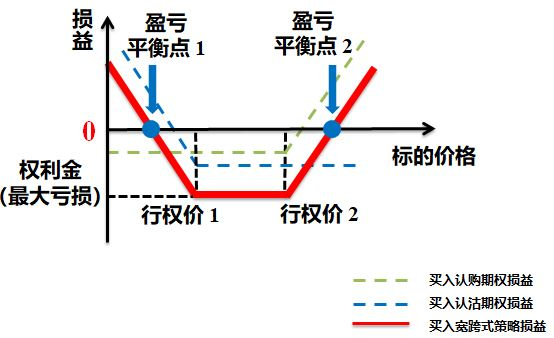 损
益
盈亏
平衡点 1
盈亏
平衡点 2
0
标的价格
权利金
(最大亏损)
行权价 1
行权价 2
买入认购期权损益
买入认沽期权损益
买入宽跨式策略损益